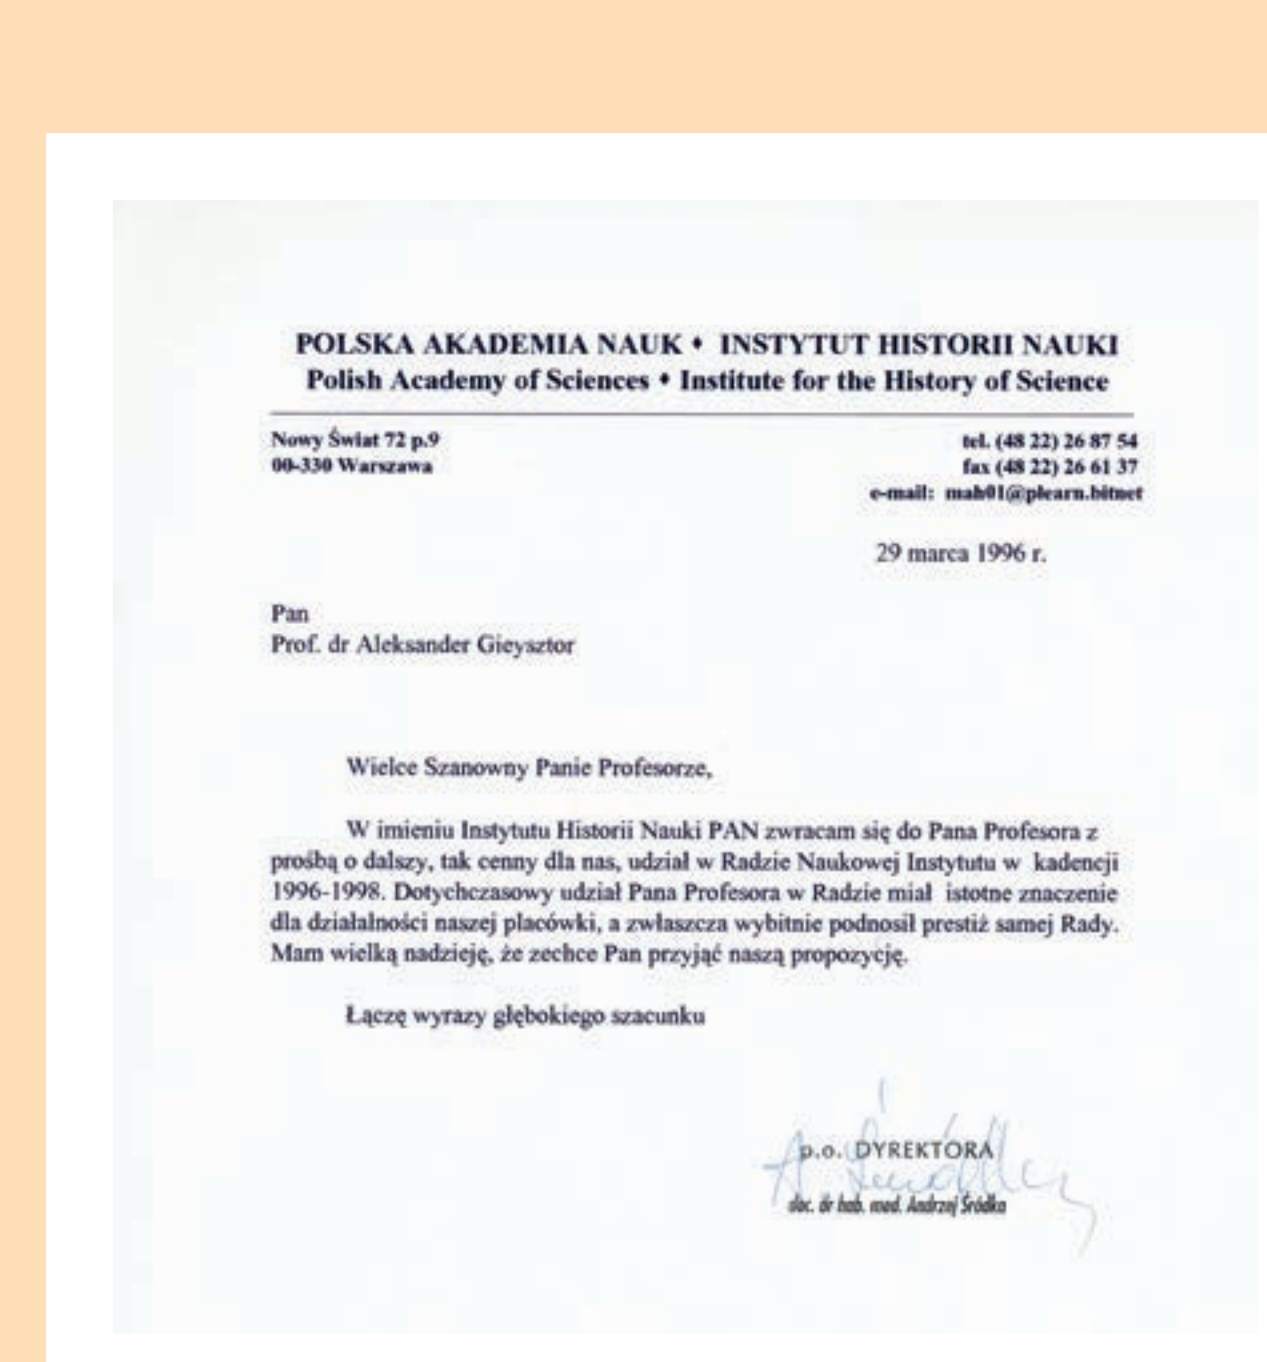 POLSKA AKADEMIA NAUK • INSTYTUT HISTORII NAUKI
Polish Academy of Sciences • Institute for the History of Science
Nowy Świat 72 p.9
00-330 Warszawa
tel. (48 22) 26 87 54
fax (48 22) 26 61 37
e-mail: mah01@plearn.bitnet
29 marca 1996 r.
Pan
Prof. dr Aleksander Gieysztor
Wielce Szanowny Panie Profesorze,
W imieniu Instytutu Historii Nauki PAN zwracam się do Pana Profesora z
prośbą o dalszy, tak cenny dla nas, udział w Radzie Naukowej Instytutu w kadencji
1996-1998. Dotychczasowy udział Pana Profesora w Radzie miał istotne znaczenie
dla działalności naszej placówki, a zwłaszcza wybitnie podnosił prestiż samej Rady.
Mam wielką nadzieję, że zechce Pan przyjąć naszą propozycję.
Łączę wyrazy głębokiego szacunku
p.o. DYREKTORA
doc. dr hab. med. Andrzej Śródka